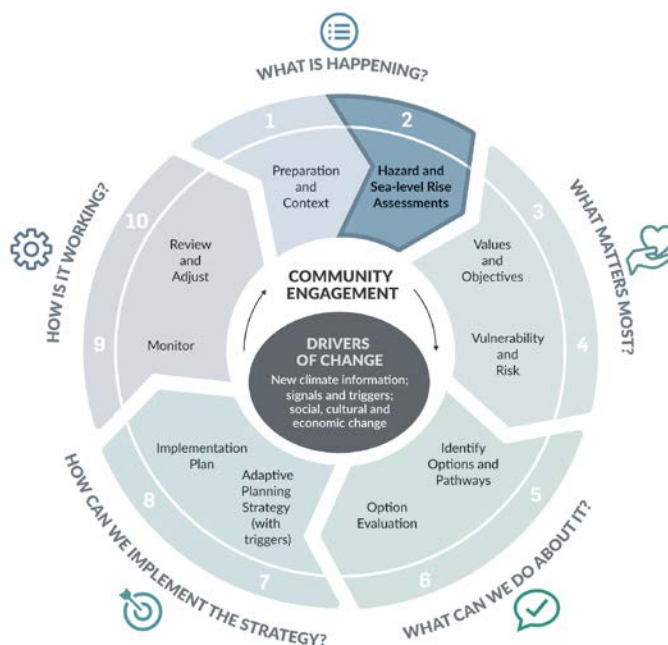 WHAT IS HAPPENING?
1
Preparation
and
Context
2
Hazard and
Sea-level Rise
Assessments
WHAT MATTERS MOST?
3
Values
and
Objectives
4
Vulnerability
and
Risk
WHAT CAN WE DO ABOUT IT?
5
Identify
Options and
Pathways
6
Option
Evaluation
HOW CAN WE IMPLEMENT THE STRATEGY?
7
Adaptive
Planning
Strategy
(with
triggers)
8
Implementation
Plan
HOW IS IT WORKING?
9
Monitor
10
Review
and
Adjust
COMMUNITY
ENGAGEMENT
DRIVERS
OF CHANGE
New climate information;
signals and triggers;
social, cultural and
economic change